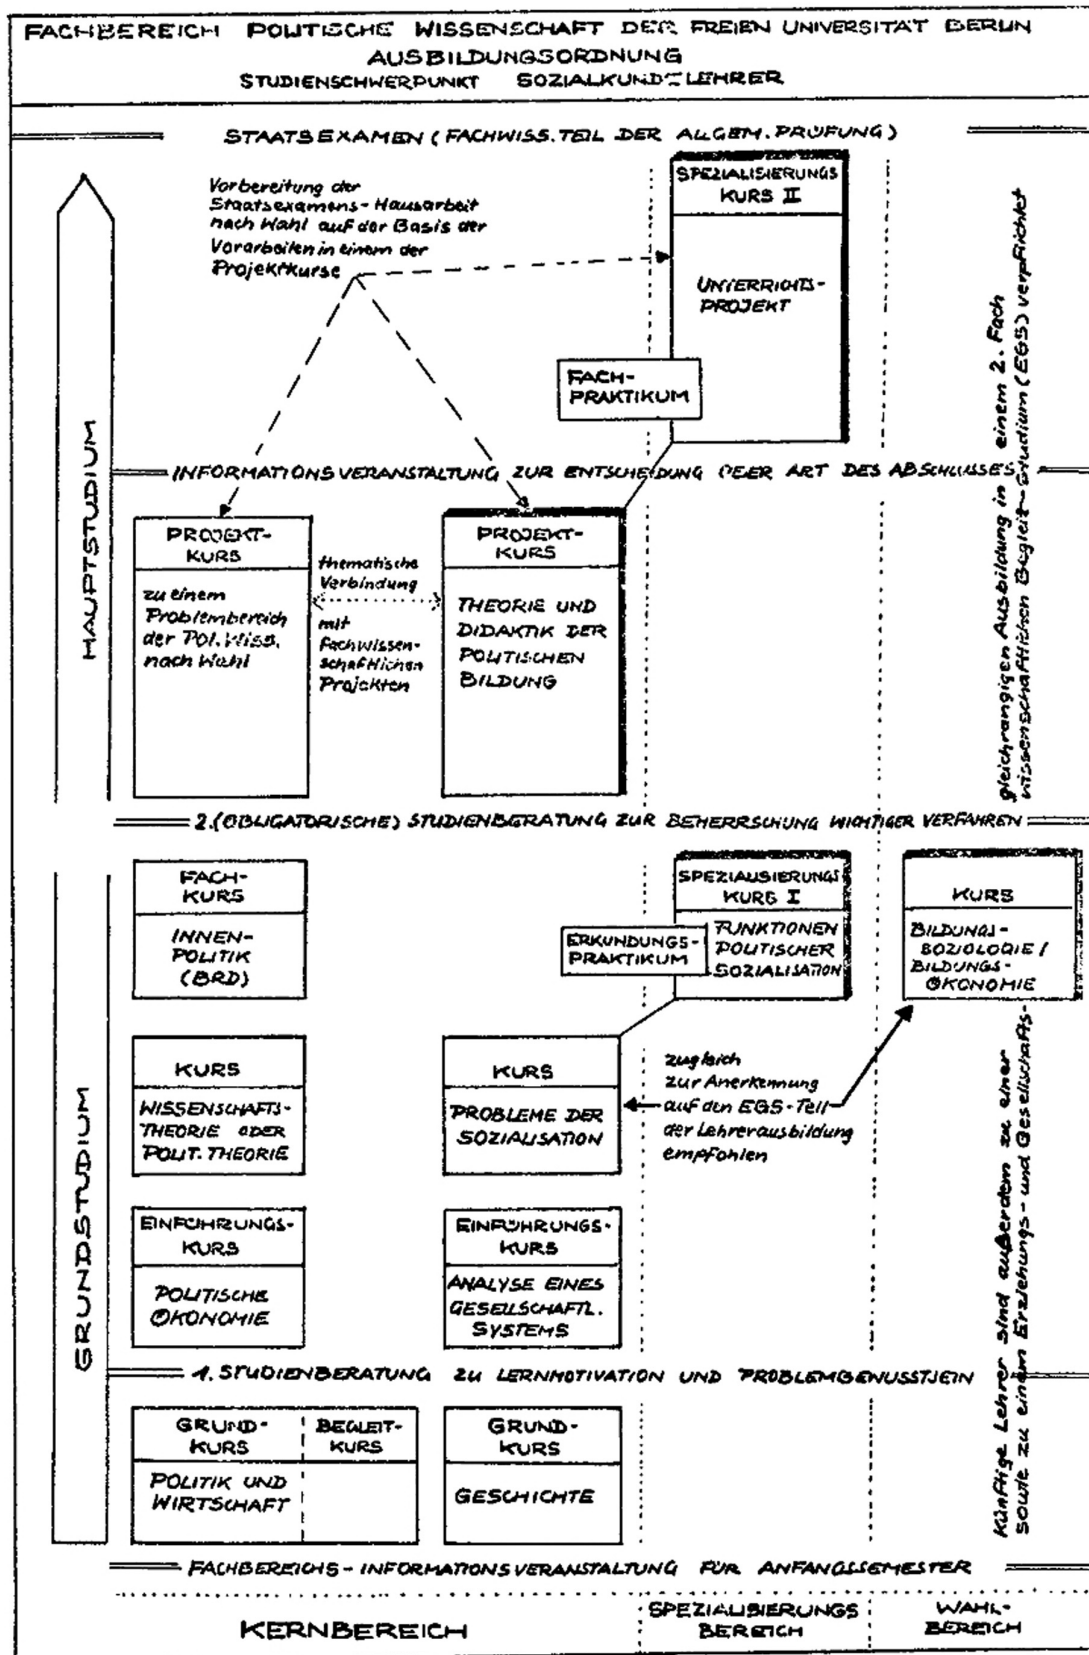 FACHBEREICH POLITISCHE WISSENSCHAFT DER FREIEN UNIVERSITÄT BERLIN
AUSBILDUNGSORDNUNG
STUDIENSCHWERPUNKT SOZIALKUNDELEHRER
STAATSEXAMEN (FACHWISS. TEIL DER ALLGEM. PRÜFUNG)
Vorbereitung der
Staatsexamens-Hausarbeit
nach Wahl auf der Basis der
Vorarbeiten in einem der
Projektkurse
SPEZIALISIERUNGS
KURS II
UNTERRICHTS-
PROJEKT
FACH-
PRAKTIKUM
HAUPTSTUDIUM
INFORMATIONSVERANSTALTUNG ZUR ENTSCHEIDUNG ÜBER ART DES ABSCHLUSSES
PROJEKT-
KURS
zu einem
Problembereich
der Pol. Wiss.
nach Wahl
thematische
Verbindung
mit
Fachwissen-
schaftlichen
Projekten
PROJEKT-
KURS
THEORIE UND
DIDAKTIK DER
POLITISCHEN
BILDUNG
2. (OBLIGATORISCHE) STUDIENBERATUNG ZUR BEHERRSCHUNG WICHTIGER VERFAHREN
GRUNDSTUDIUM
FACH-
KURS
INNEN-
POLITIK
(BRD)
SPEZIALISIERUNGS
KURS I
FUNKTIONEN
POLITISCHER
SOZIALISATION
ERKUNDUNGS-
PRAKTIKUM
KURS
BILDUNGS-
SOZIOLOGIE /
BILDUNGS-
ÖKONOMIE
KURS
WISSENSCHAFTS-
THEORIE ODER
POLIT. THEORIE
KURS
PROBLEME DER
SOZIALISATION
zugleich
zur Anerkennung
auf den EGS-Teil
der Lehrerausbildung
empfohlen
EINFÜHRUNGS-
KURS
POLITISCHE
ÖKONOMIE
EINFÜHRUNGS-
KURS
ANALYSE EINES
GESELLSCHAFTL.
SYSTEMS
1. STUDIENBERATUNG ZU LERNMOTIVATION UND PROBLEMBEWUSSTSEIN
GRUND-
KURS
POLITIK UND
WIRTSCHAFT
BEGLEIT-
KURS
GRUND-
KURS
GESCHICHTE
Künftige Lehrer sind außerdem zu einer gleichrangigen Ausbildung in einem 2. Fach
sowie zu einem Erziehungs- und Gesellschafts-wissenschaftlichen Begleit-Studium (EGS) verpflichtet
FACHBEREICHS-INFORMATIONSVERANSTALTUNG FÜR ANFANGSSEMESTER
KERNBEREICH
SPEZIALISIERUNGS
BEREICH
WAHL-
BEREICH